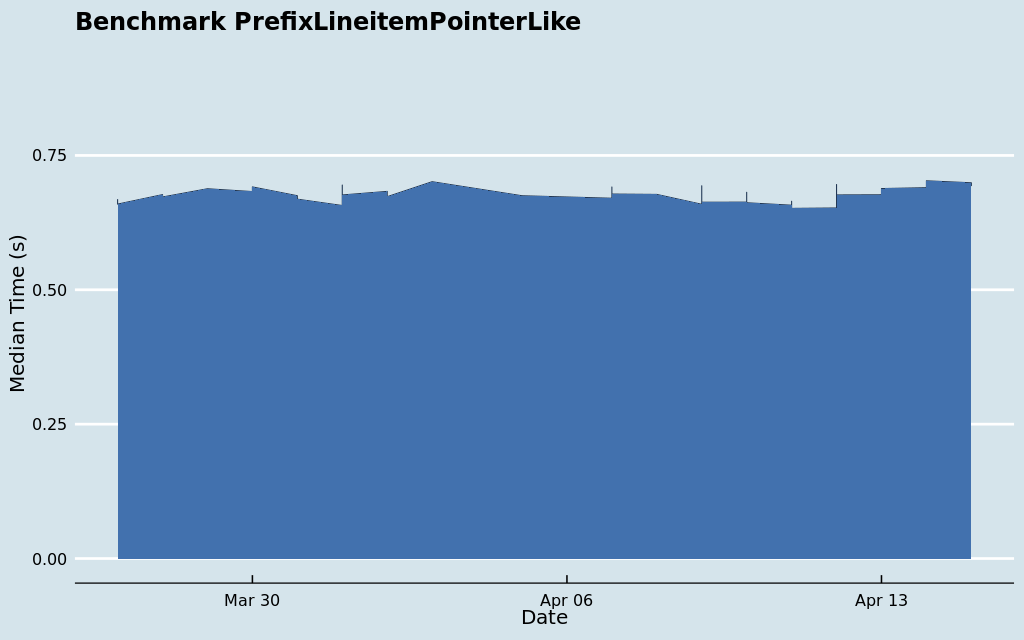 Benchmark PrefixLineitemPointerLike
0.75
0.50
0.25
0.00
Median Time (s)
Mar 30
Apr 06
Apr 13
Date